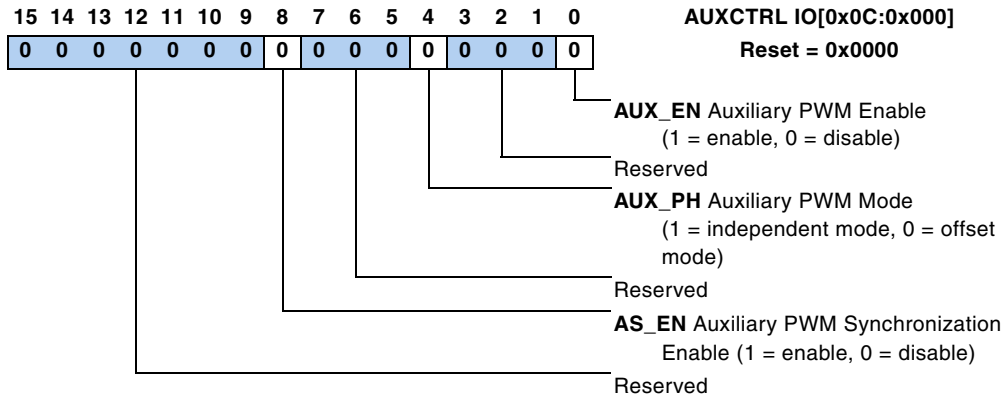 15 14 13 12 11 10 9 8 7 6 5 4 3 2 1 0
AUXCTRL IO[0x0C:0x000]
0 0 0 0 0 0 0 0 0 0 0 0 0 0 0 0
Reset = 0x0000
AUX_EN Auxiliary PWM Enable
(1 = enable, 0 = disable)
Reserved
AUX_PH Auxiliary PWM Mode
(1 = independent mode, 0 = offset
mode)
Reserved
AS_EN Auxiliary PWM Synchronization
Enable (1 = enable, 0 = disable)
Reserved